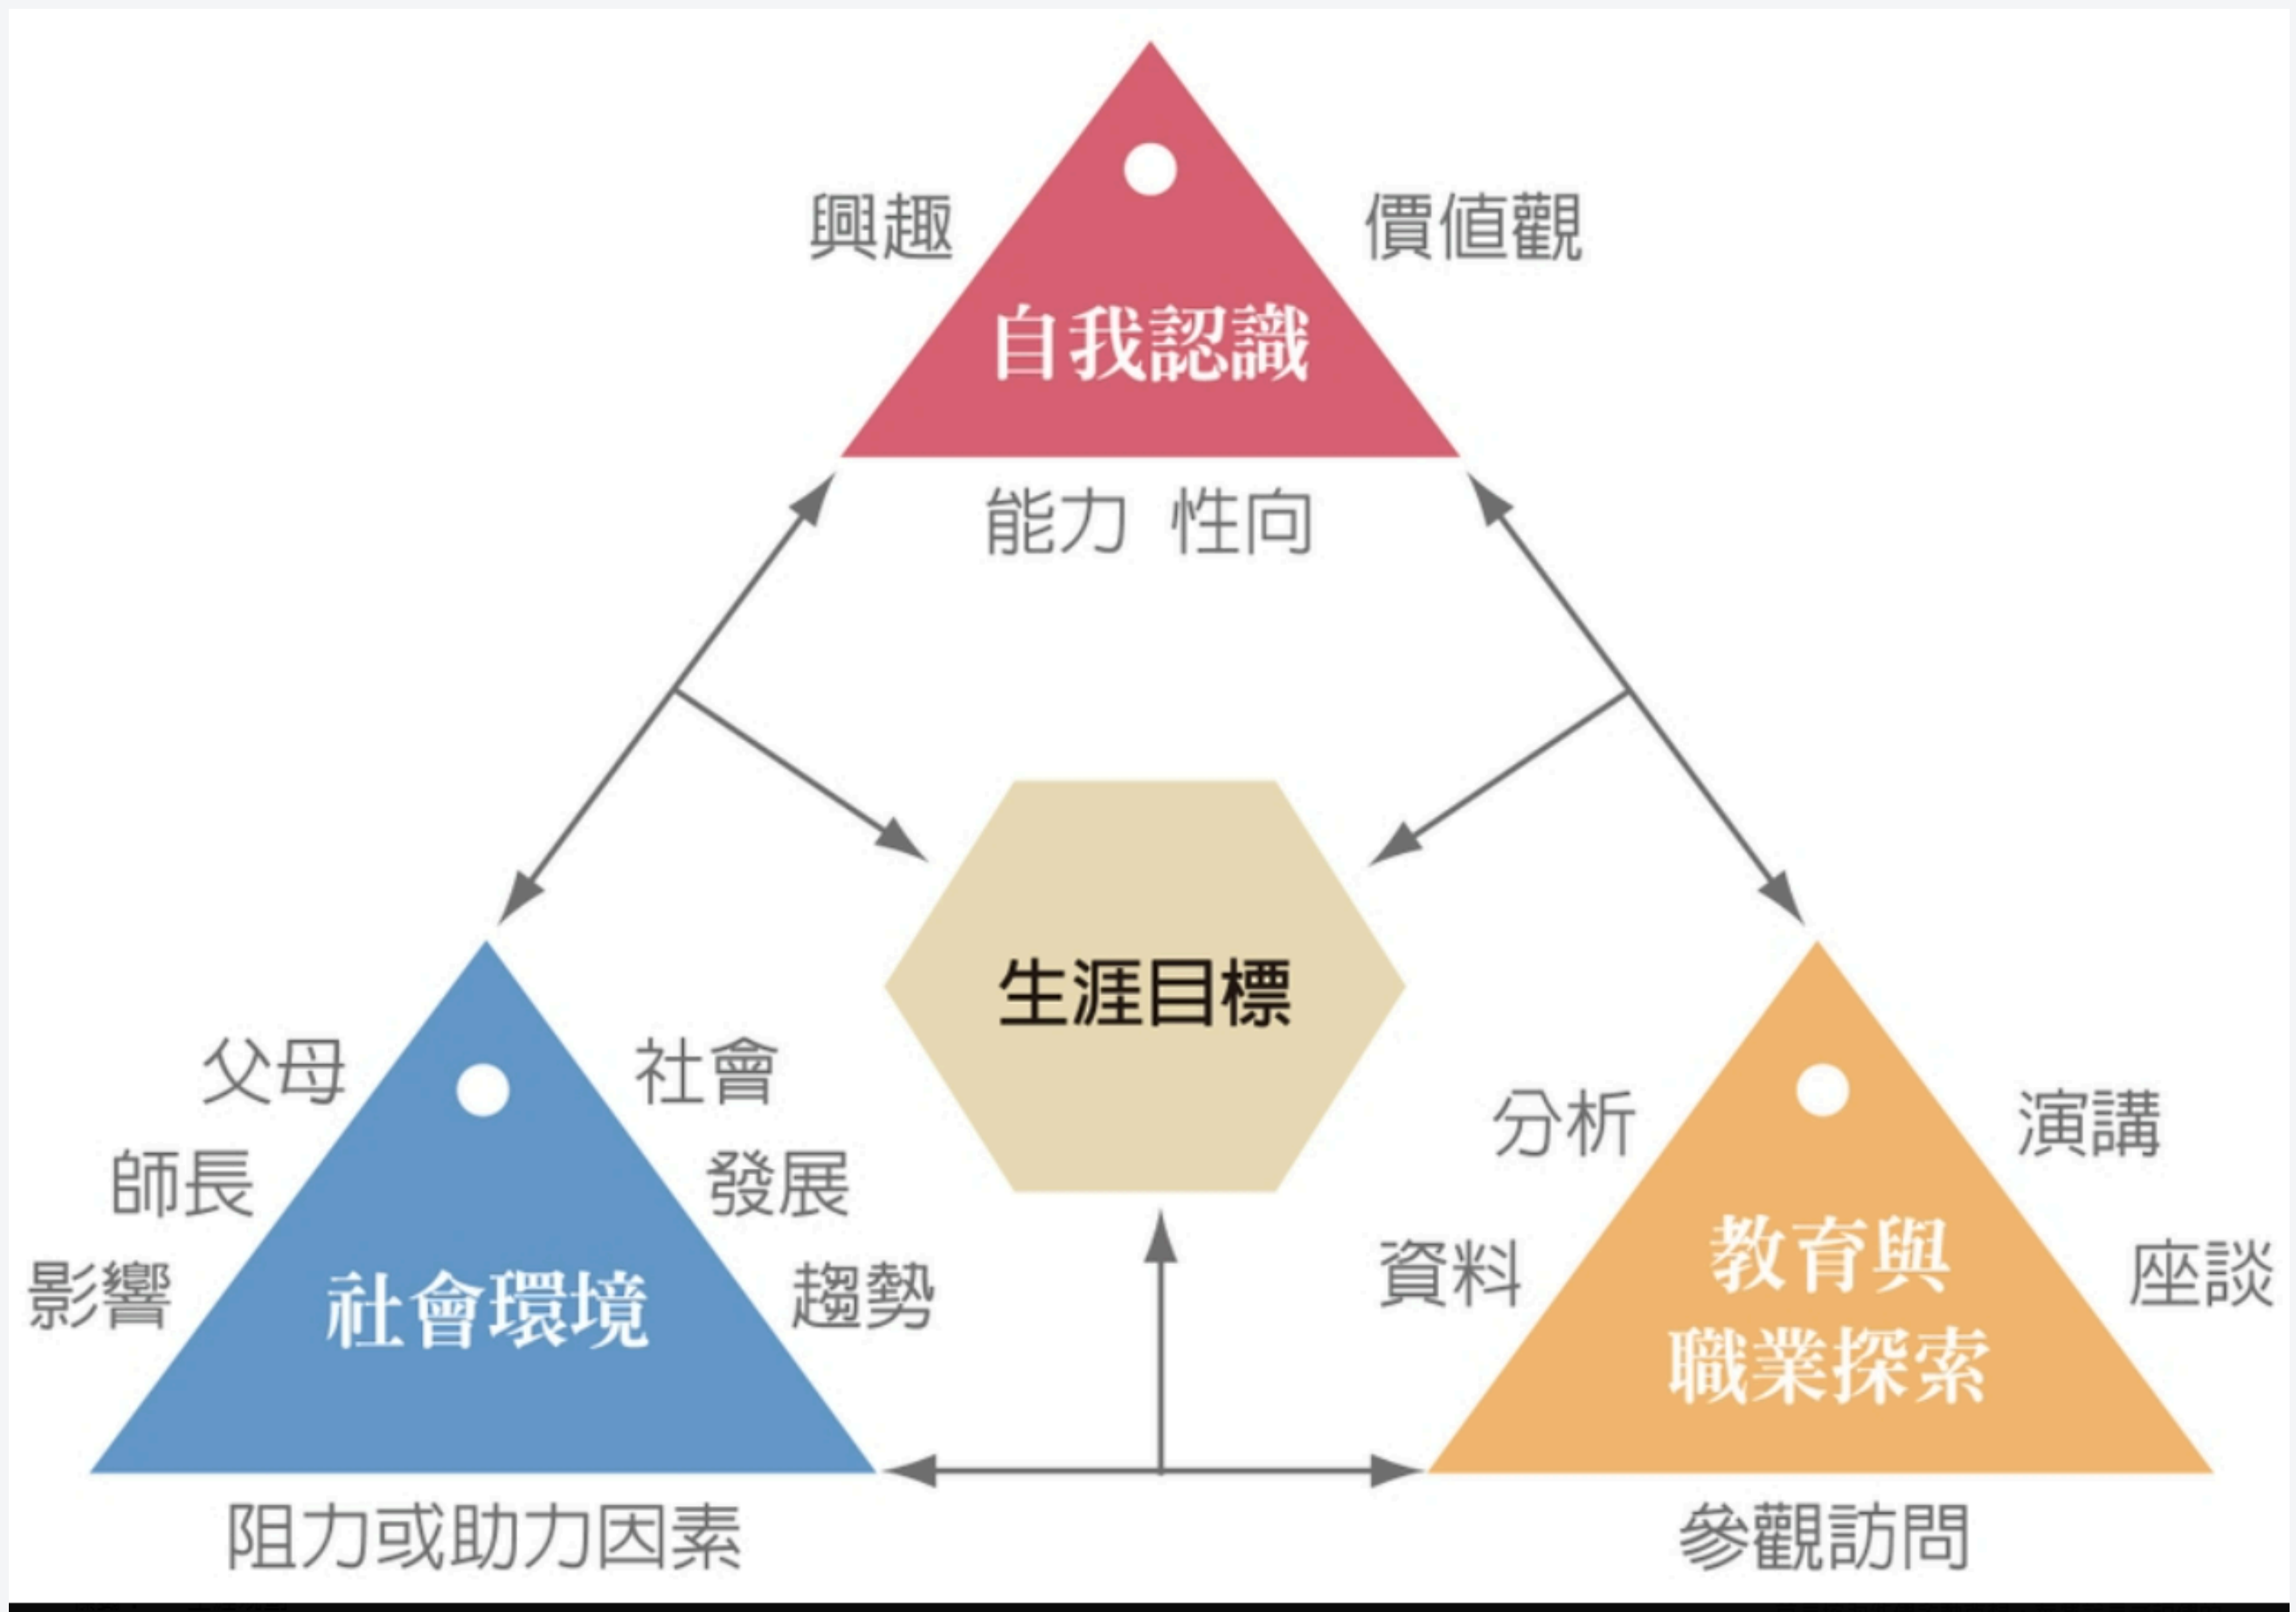 興趣
價值觀
自我認識
能力 性向
生涯目標
父母
師長
影響
社會
發展
趨勢
社會環境
阻力或助力因素
分析
資料
演講
座談
教育與
職業探索
參觀訪問